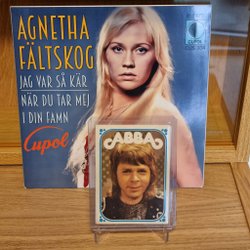 AGNETHA
FÄLTSKOG
JAG VAR SÅ KÄR
NÄR DU TAR MEJ
I DIN FAMN
Cupol
ABBA